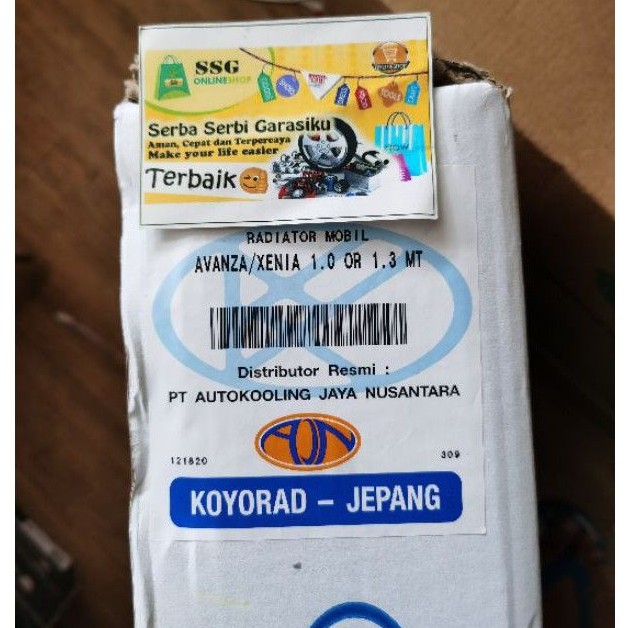 SSG
ONLINESHOP
Serba Serbi Garasiku
Aman, Cepat dan Terpercaya
Make your life easier
Terbaik
RADIATOR MOBIL
AVANZA/XENIA 1.0 OR 1.3 MT
Distributor Resmi :
PT AUTOKOOLING JAYA NUSANTARA
AJN
121820
309
KOYORAD – JEPANG